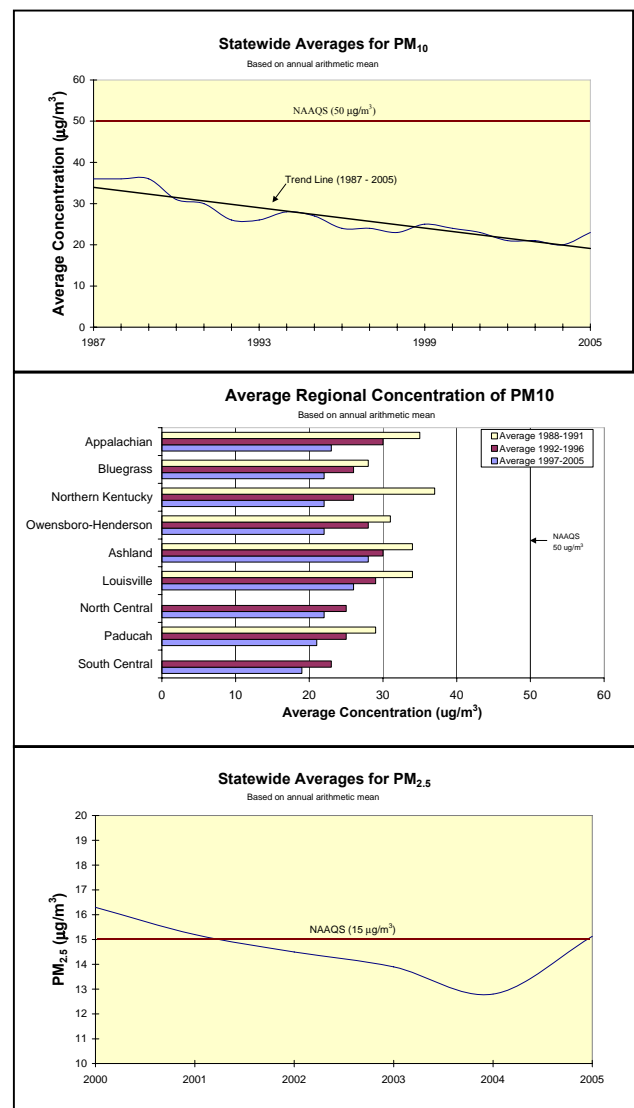 Statewide Averages for PM10
Based on annual arithmetic mean
Average Concentration (µg/m3)
60
50
40
30
20
10
0
NAAQS (50 µg/m3)
Trend Line (1987 - 2005)
1987 1993 1999 2005
Average Regional Concentration of PM10
Based on annual arithmetic mean
Appalachian
Bluegrass
Northern Kentucky
Owensboro-Henderson
Ashland
Louisville
North Central
Paducah
South Central
Average 1988-1991
Average 1992-1996
Average 1997-2005
NAAQS
50 ug/m3
0 10 20 30 40 50 60
Average Concentration (ug/m3)
Statewide Averages for PM2.5
Based on annual arithmetic mean
PM2.5 (µg/m3)
20
19
18
17
16
15
14
13
12
11
10
NAAQS (15 µg/m3)
2000 2001 2002 2003 2004 2005